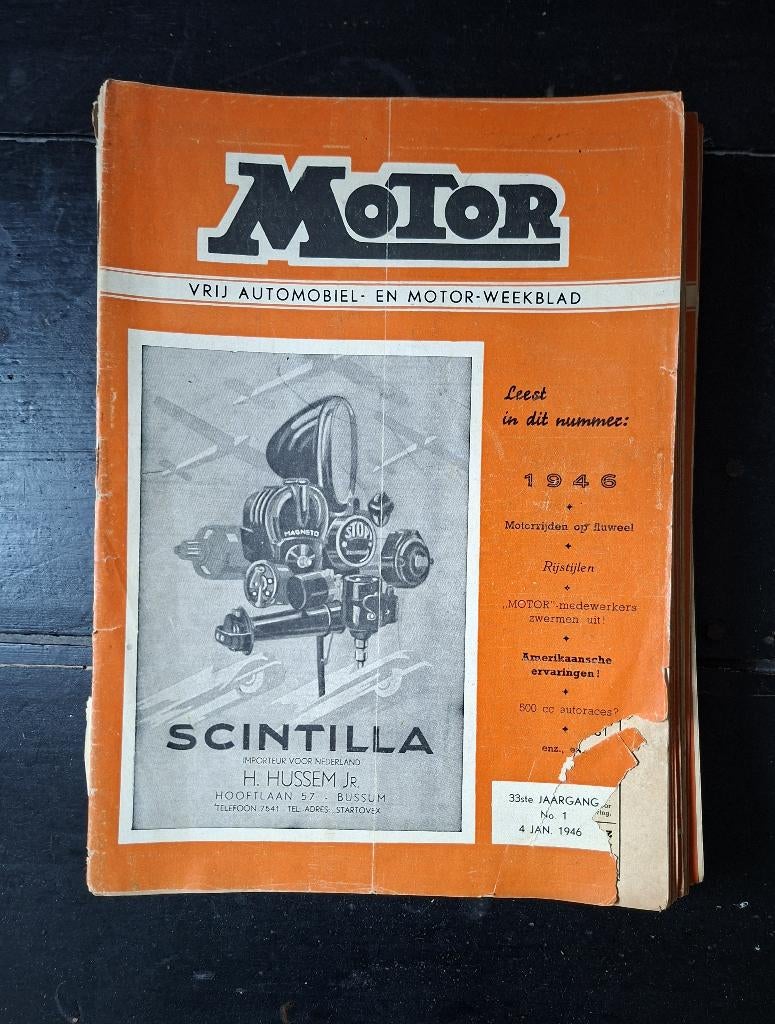 MOTOR
VRIJ AUTOMOBIEL- EN MOTOR-WEEKBLAD
Leest
in dit nummer:
1946
Motorrijden op fluweel
Rijstijlen
„MOTOR"-medewerkers
zwermen uit!
Amerikaansche
ervaringen!
500 cc autoraces?
enz.,
MAGNETO
STOP
SCINTILLA
IMPORTEUR VOOR NEDERLAND
H. HUSSEM JR.
HOOFTLAAN 57 - BUSSUM
TELEFOON 7541 - TEL. ADRES: STARTOVEX
33ste JAARGANG
No. 1
4 JAN. 1946